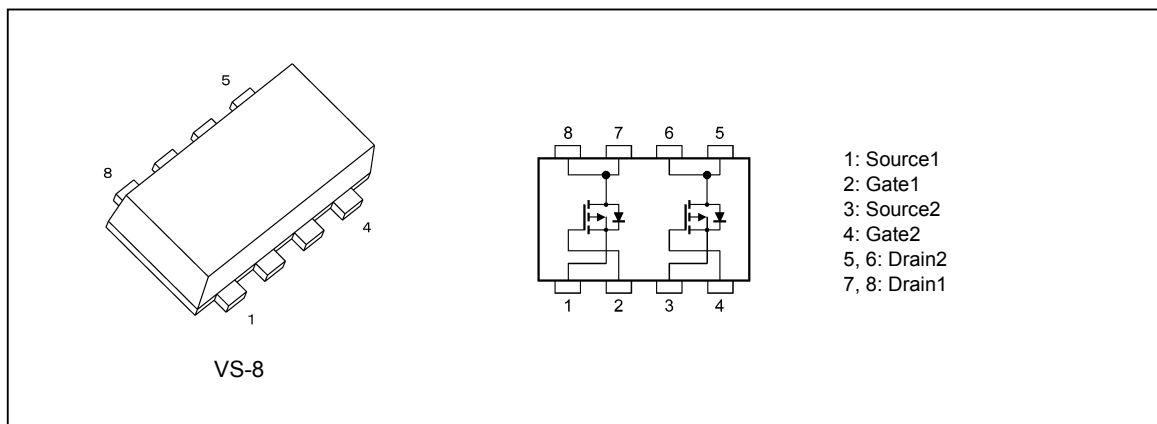 5
8
4
1
VS-8
8 7 6 5
1 2 3 4
1: Source1
2: Gate1
3: Source2
4: Gate2
5, 6: Drain2
7, 8: Drain1